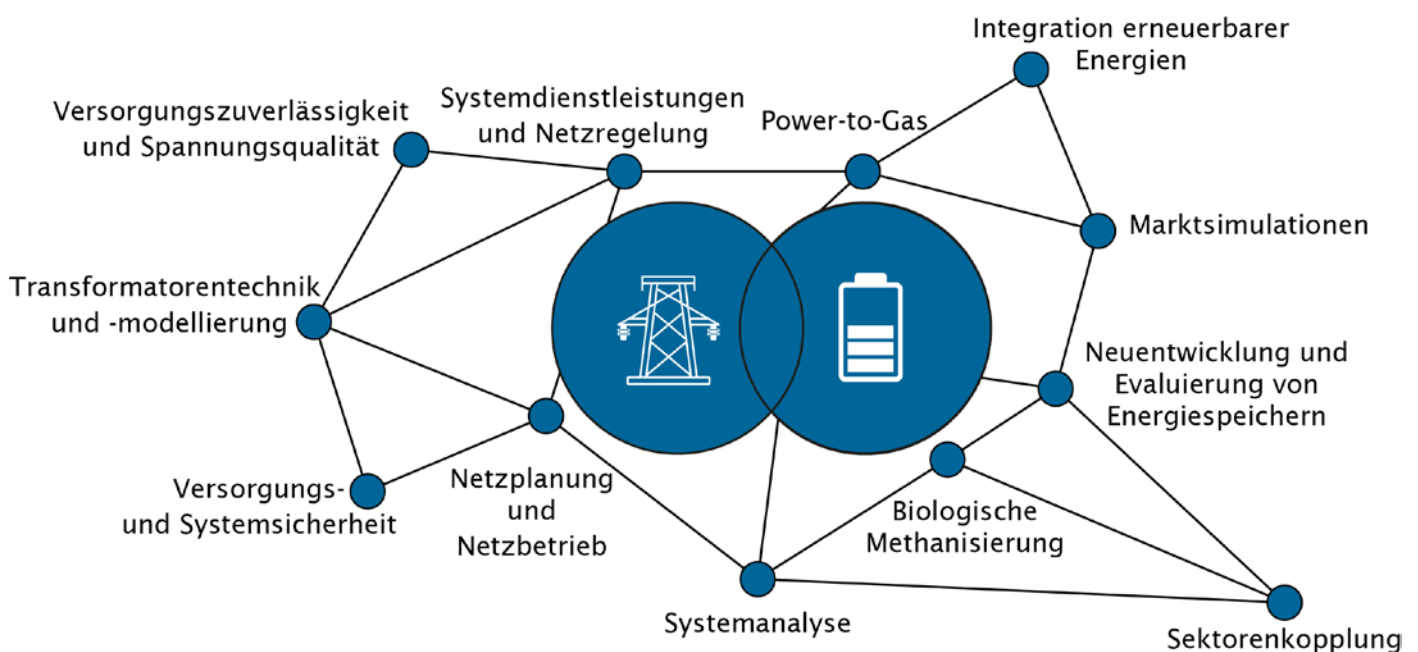 Integration erneuerbarer
Energien
Systemdienstleistungen
und Netzregelung
Versorgungszuverlässigkeit
und Spannungsqualität
Power-to-Gas
Marktsimulationen
Transformatorentechnik
und -modellierung
Neuentwicklung und
Evaluierung von
Energiespeichern
Versorgungs-
und Systemsicherheit
Netzplanung
und
Netzbetrieb
Biologische
Methanisierung
Systemanalyse
Sektorenkopplung